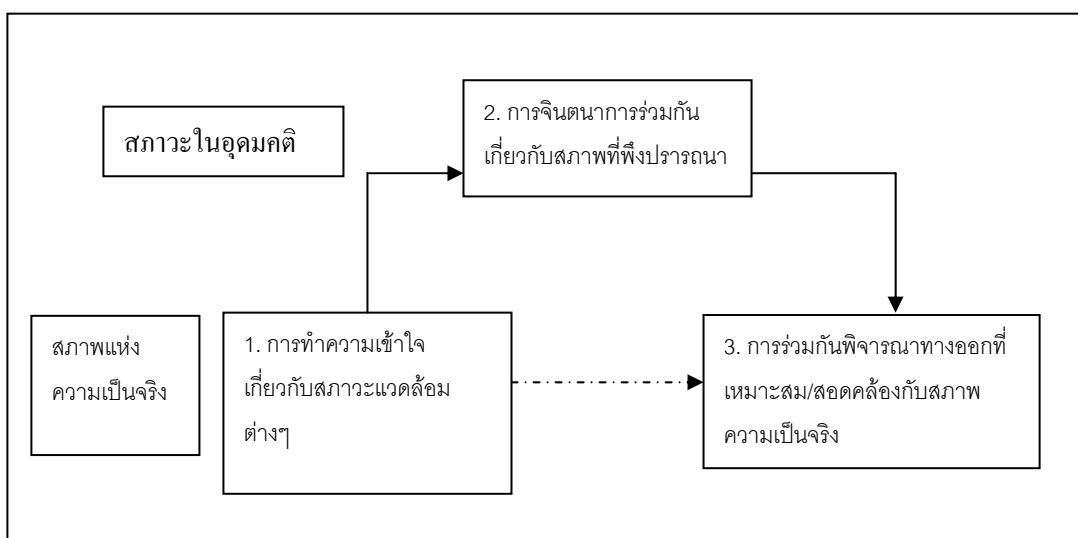 สภาวะในอุดมคติ
2. การจินตนาการร่วมกัน
เกี่ยวกับสภาพที่พึงปรารถนา
สภาพแห่ง
ความเป็นจริง
1. การทำความเข้าใจ
เกี่ยวกับสภาวะแวดล้อม
ต่างๆ
3. การร่วมกันพิจารณาทางออกที่
เหมาะสม/สอดคล้องกับสภาพ
ความเป็นจริง